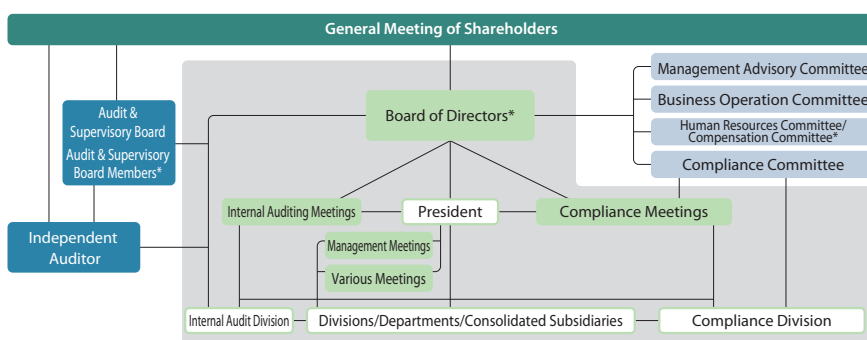 General Meeting of Shareholders
Management Advisory Committee
Business Operation Committee
Human Resources Committee/
Compensation Committee*
Compliance Committee
Board of Directors*
Audit &
Supervisory Board
Audit & Supervisory
Board Members*
Internal Auditing Meetings
President
Compliance Meetings
Independent
Auditor
Management Meetings
Various Meetings
Internal Audit Division
Divisions/Departments/Consolidated Subsidiaries
Compliance Division